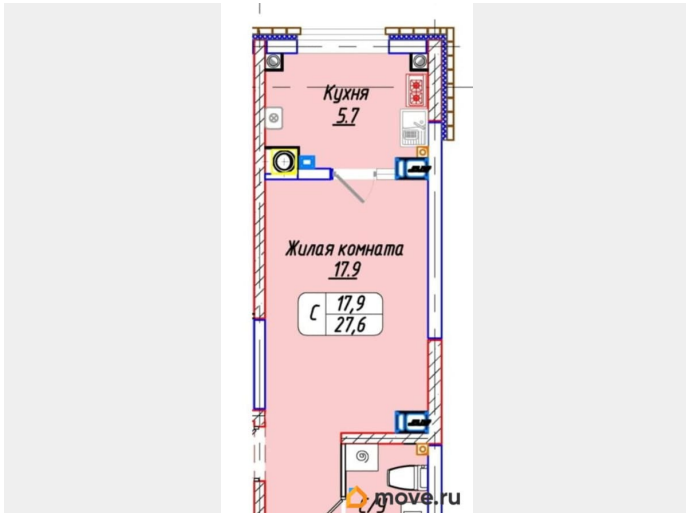 Кухня
5.7
Жилая комната
17.9
С
17,9
27,6
С/У
move.ru